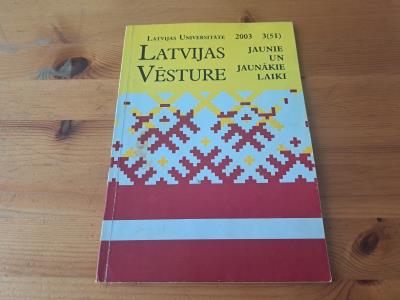 Latvijas Universitāte 2003 3(51)
Latvijas
Vēsture
Jaunie
un
jaunākie
laiki